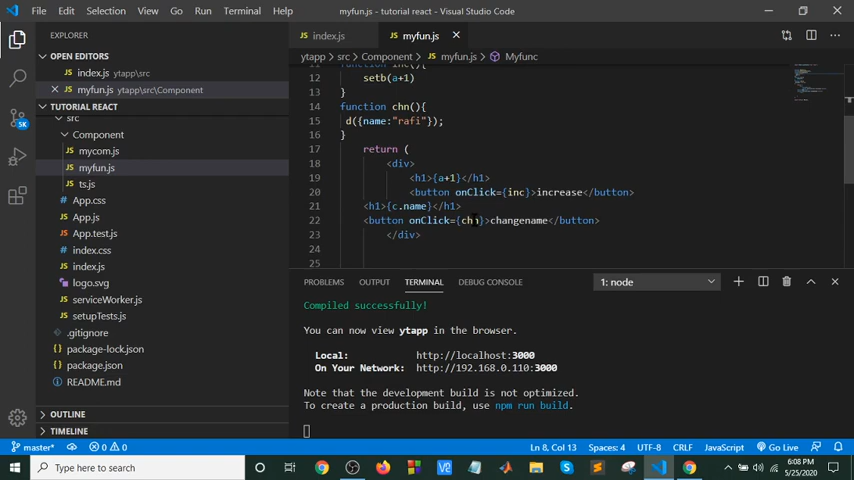 File Edit Selection View Go Run Terminal Help myfun.js - tutorial react - Visual Studio Code
EXPLORER
OPEN EDITORS
JS index.js ytapp\src
JS myfun.js ytapp\src\Component
TUTORIAL REACT
src
Component
JS mycom.js
JS myfun.js
JS ts.js
App.css
JS App.js
JS App.test.js
index.css
JS index.js
logo.svg
JS serviceWorker.js
JS setupTests.js
.gitignore
{} package-lock.json
{} package.json
README.md
OUTLINE
TIMELINE
5K
JS index.js JS myfun.js
ytapp > src > Component > JS myfun.js > Myfunc
11 function inc(){
12 setb(a+1)
13 }
14 function chn(){
15 d({name:"rafi"});
16 }
17 return (
18 <div>
19 <h1>{a+1}</h1>
20 <button onClick={inc}>increase</button>
21 <h1>{c.name}</h1>
22 <button onClick={chn}>changename</button>
23 </div>
24
25
PROBLEMS OUTPUT TERMINAL DEBUG CONSOLE 1: node
Compiled successfully!
You can now view ytapp in the browser.
Local: http://localhost:3000
On Your Network: http://192.168.0.110:3000
Note that the development build is not optimized.
To create a production build, use npm run build.
master* 0 0 Ln 8, Col 13 Spaces: 4 UTF-8 CRLF JavaScript Go Live
Type here to search
6:08 PM
5/25/2020